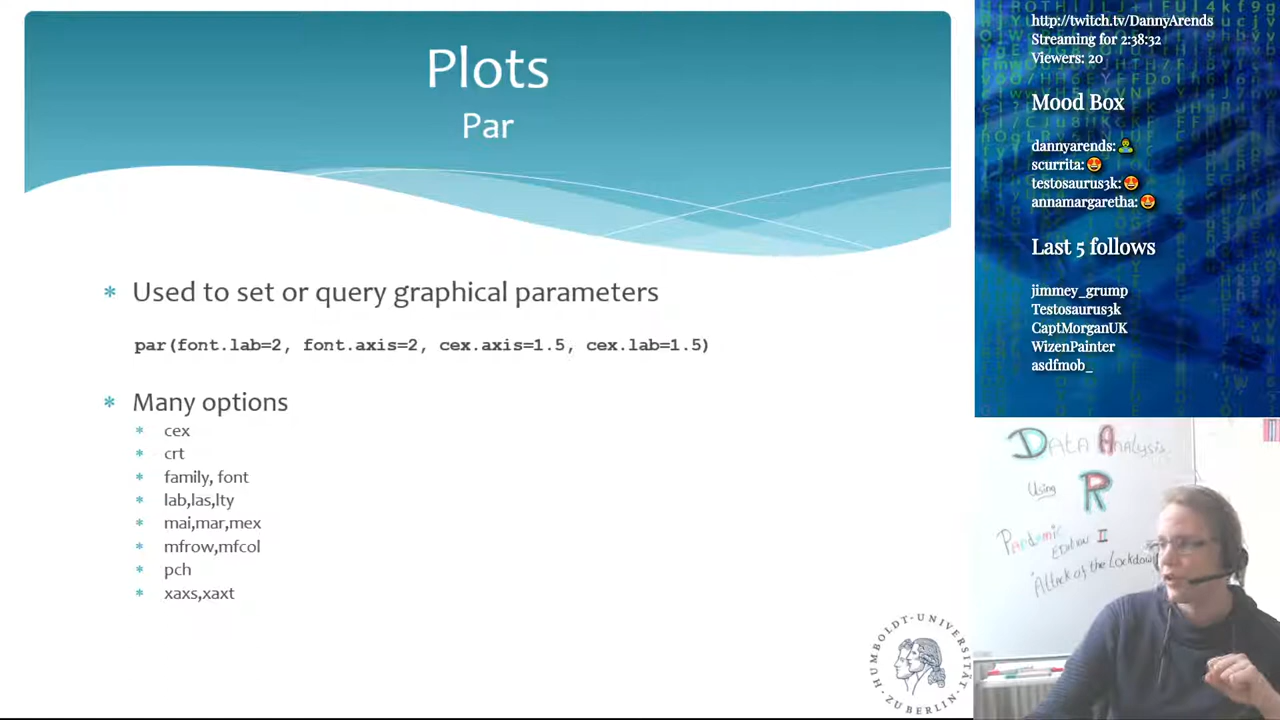 Plots
Par
Used to set or query graphical parameters
par(font.lab=2, font.axis=2, cex.axis=1.5, cex.lab=1.5)
Many options
cex
crt
family, font
lab,las,lty
mai,mar,mex
mfrow,mfcol
pch
xaxs,xaxt
HUMBOLDT-UNIVERSITÄT
ZU BERLIN
http://twitch.tv/DannyArends
Streaming for 2:38:32
Viewers: 20
Mood Box
dannyarends:
scurrita:
testosaurus3k:
annamargaretha:
Last 5 follows
jimmey_grump
Testosaurus3k
CaptMorganUK
WizenPainter
asdfmob_
Data Analysis
Using R
Pandemic
Edition II
"Attack of the Lockdown